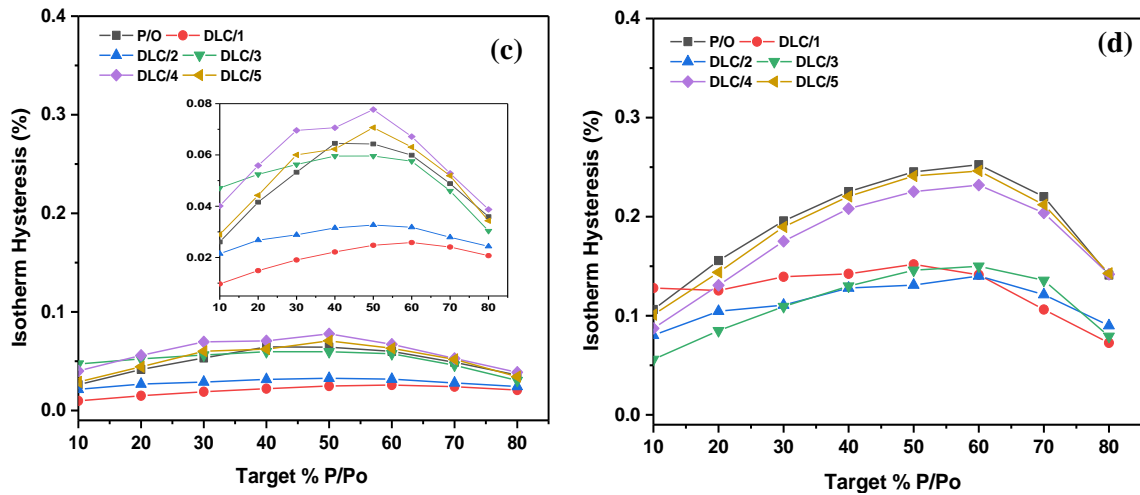 (c)
P/O DLC/1
DLC/2 DLC/3
DLC/4 DLC/5
Isotherm Hysteresis (%)
0.4
0.3
0.2
0.1
0.0
0.08
0.06
0.04
0.02
10 20 30 40 50 60 70 80
10 20 30 40 50 60 70 80
Target % P/Po
(d)
P/O DLC/1
DLC/2 DLC/3
DLC/4 DLC/5
Isotherm Hysteresis (%)
0.4
0.3
0.2
0.1
0.0
10 20 30 40 50 60 70 80
Target % P/Po